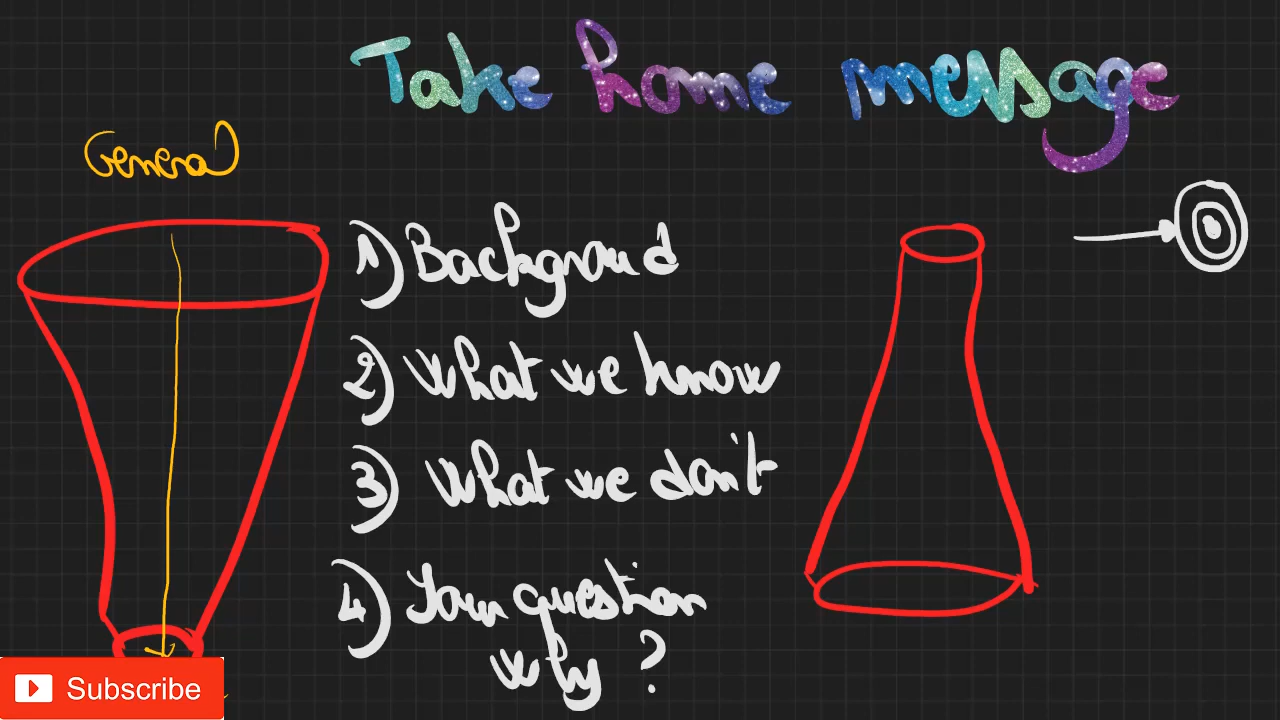 Take home message
General
1) Background
2) What we know
3) What we don't
4) Your question
why ?
Subscribe